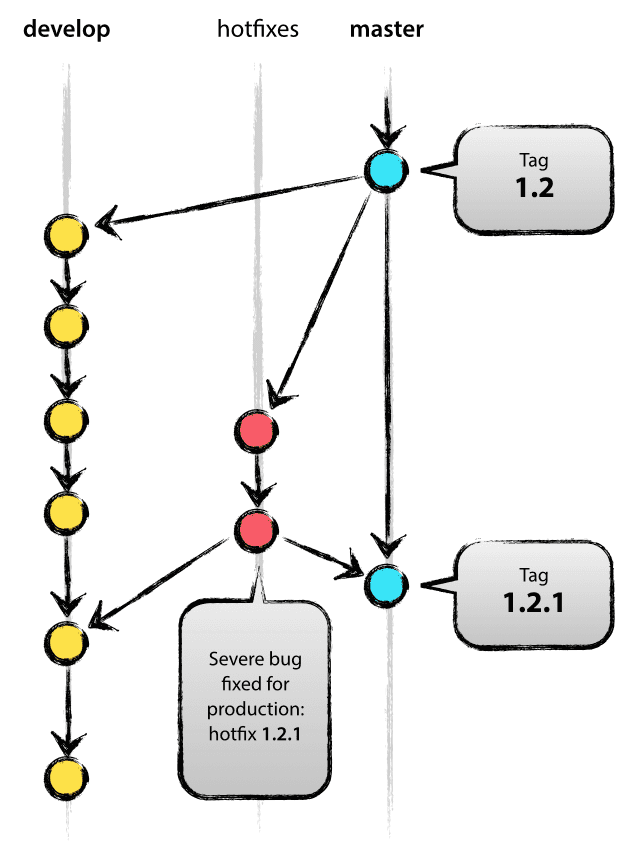 develop
hotfixes
master
Tag
1.2
Tag
1.2.1
Severe bug
fixed for
production:
hotfix 1.2.1